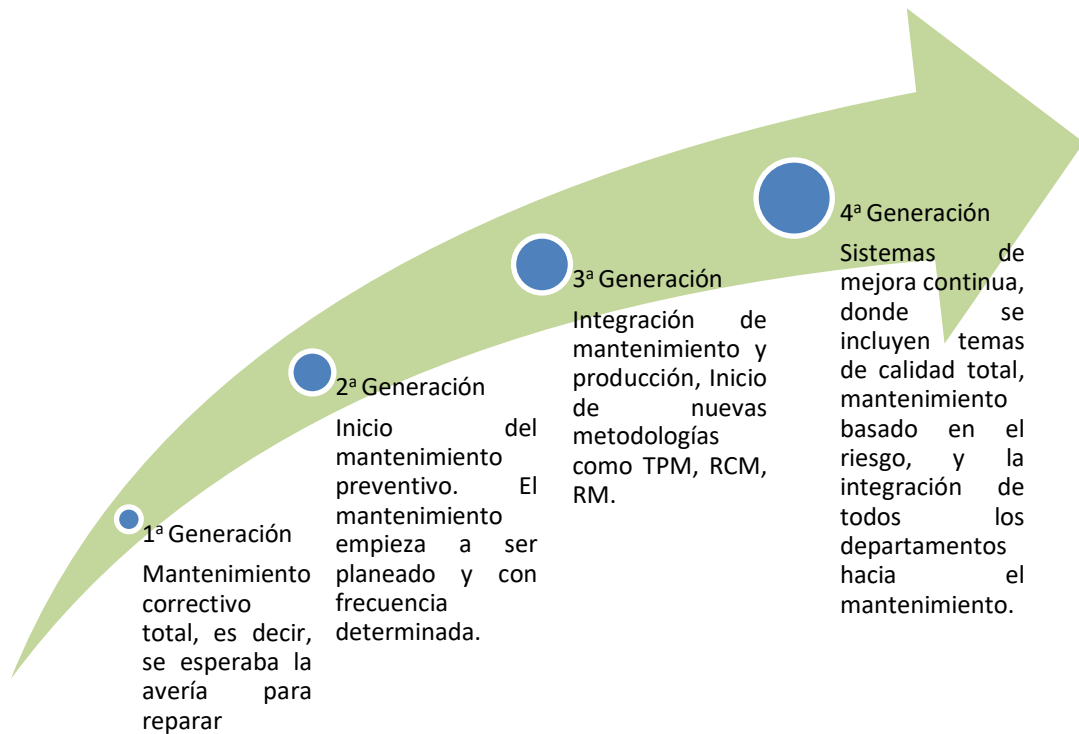 1ª Generación
Mantenimiento
correctivo
total, es decir,
se esperaba la
avería para
reparar
2ª Generación
Inicio del
mantenimiento
preventivo. El
mantenimiento
empieza a ser
planeado y con
frecuencia
determinada.
3ª Generación
Integración de
mantenimiento y
producción, Inicio
de nuevas
metodologías
como TPM, RCM,
RM.
4ª Generación
Sistemas de
mejora continua,
donde se
incluyen temas
de calidad total,
mantenimiento
basado en el
riesgo, y la
integración de
todos los
departamentos
hacia el
mantenimiento.